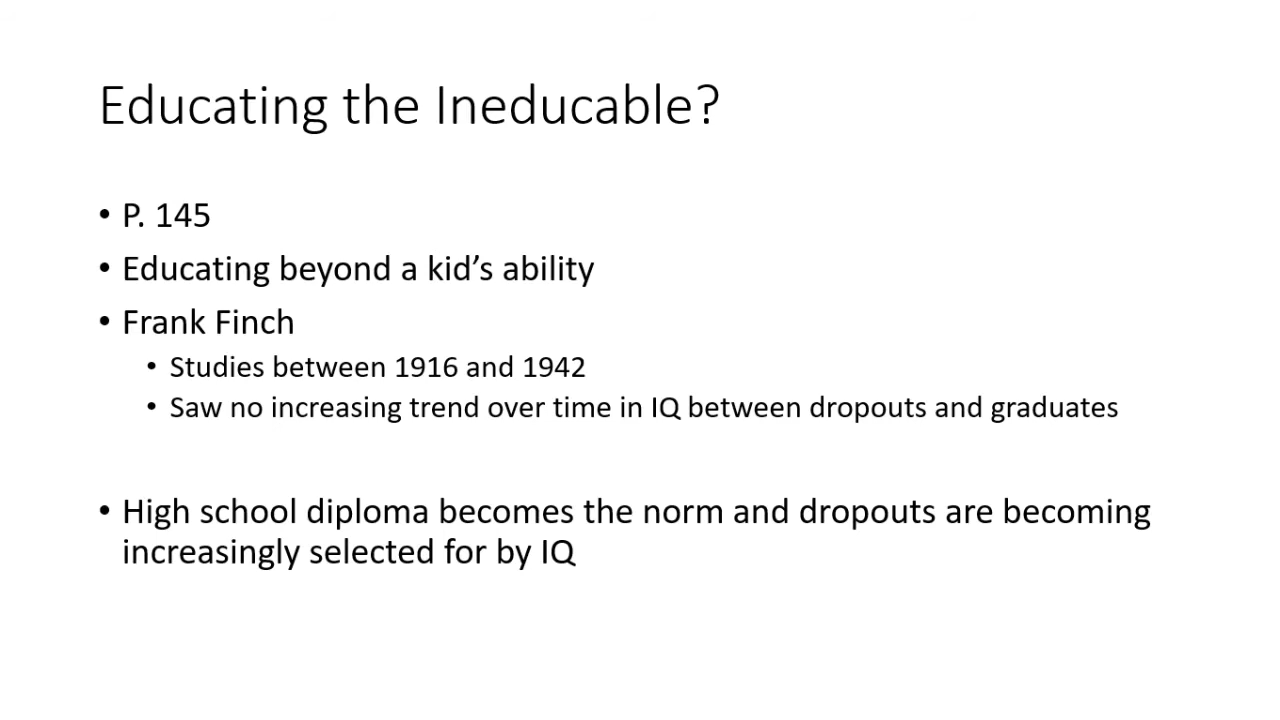 Educating the Ineducable?
• P. 145
• Educating beyond a kid’s ability
• Frank Finch
• Studies between 1916 and 1942
• Saw no increasing trend over time in IQ between dropouts and graduates
• High school diploma becomes the norm and dropouts are becoming
increasingly selected for by IQ